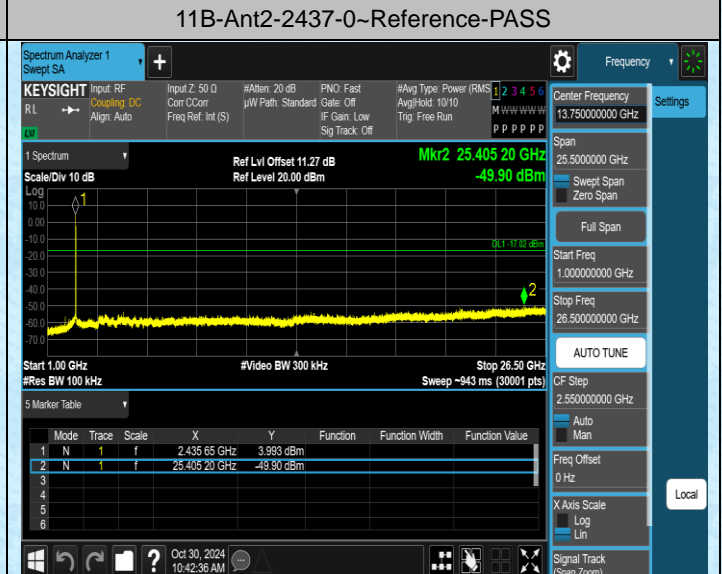 11B-Ant2-2437-0~Reference-PASS
Spectrum Analyzer 1
Swept SA
Frequency
KEYSIGHT
RL
Input: RF
Coupling: DC
Align: Auto
Input Z: 50 Ω
Corr CCorr
Freq Ref: Int (S)
#Atten: 20 dB
µW Path: Standard
PNO: Fast
Gate: Off
IF Gain: Low
Sig Track: Off
#Avg Type: Power (RMS
Avg|Hold: 10/10
Trig: Free Run
1 2 3 4 5 6
M W W W W W
P P P P P P
1 Spectrum
Scale/Div 10 dB
Ref Lvl Offset 11.27 dB
Ref Level 20.00 dBm
Mkr2 25.405 20 GHz
-49.90 dBm
Log
10.0
0.00
-10.0
-20.0
-30.0
-40.0
-50.0
-60.0
-70.0
1
DL1 -17.02 dBm
2
Start 1.00 GHz
#Res BW 100 kHz
#Video BW 300 kHz
Stop 26.50 GHz
Sweep ~943 ms (30001 pts)
5 Marker Table
Mode Trace Scale X Y Function Function Width Function Value
1 N 1 f 2.435 65 GHz 3.993 dBm
2 N 1 f 25.405 20 GHz -49.90 dBm
3
4
5
6
Oct 30, 2024
10:42:36 AM
Center Frequency
13.750000000 GHz
Settings
Span
25.5000000 GHz
Swept Span
Zero Span
Full Span
Start Freq
1.000000000 GHz
Stop Freq
26.500000000 GHz
AUTO TUNE
CF Step
2.550000000 GHz
Auto
Man
Freq Offset
0 Hz
X Axis Scale
Log
Lin
Local
Signal Track
(Span Zoom)